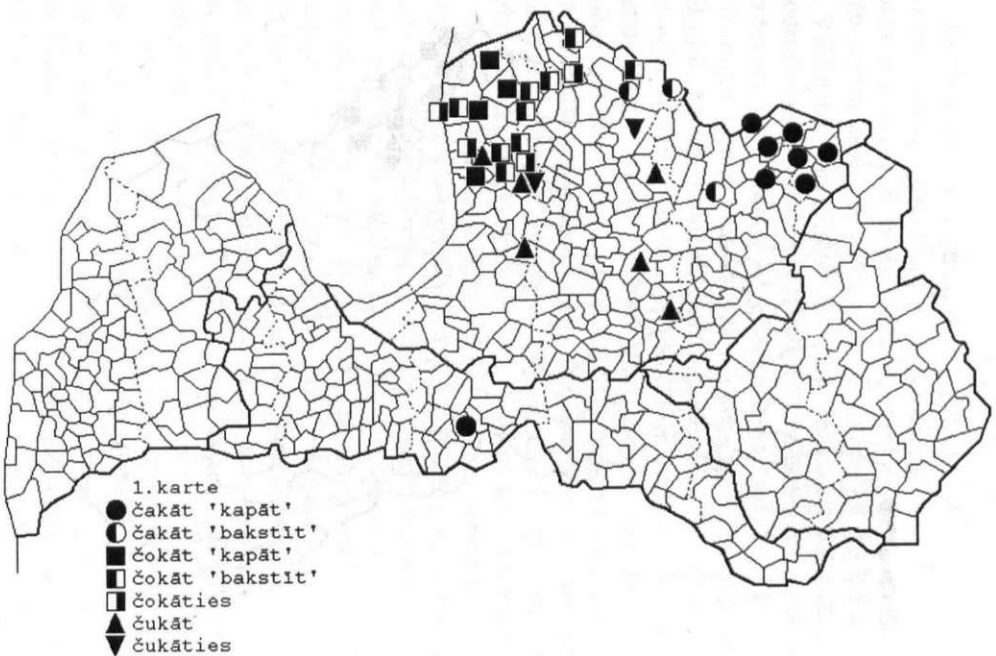 1.karte
čakāt 'kapāt'
čakāt 'bakstīt'
čokāt 'kapāt'
čokāt 'bakstīt'
čokāties
čukāt
čukāties